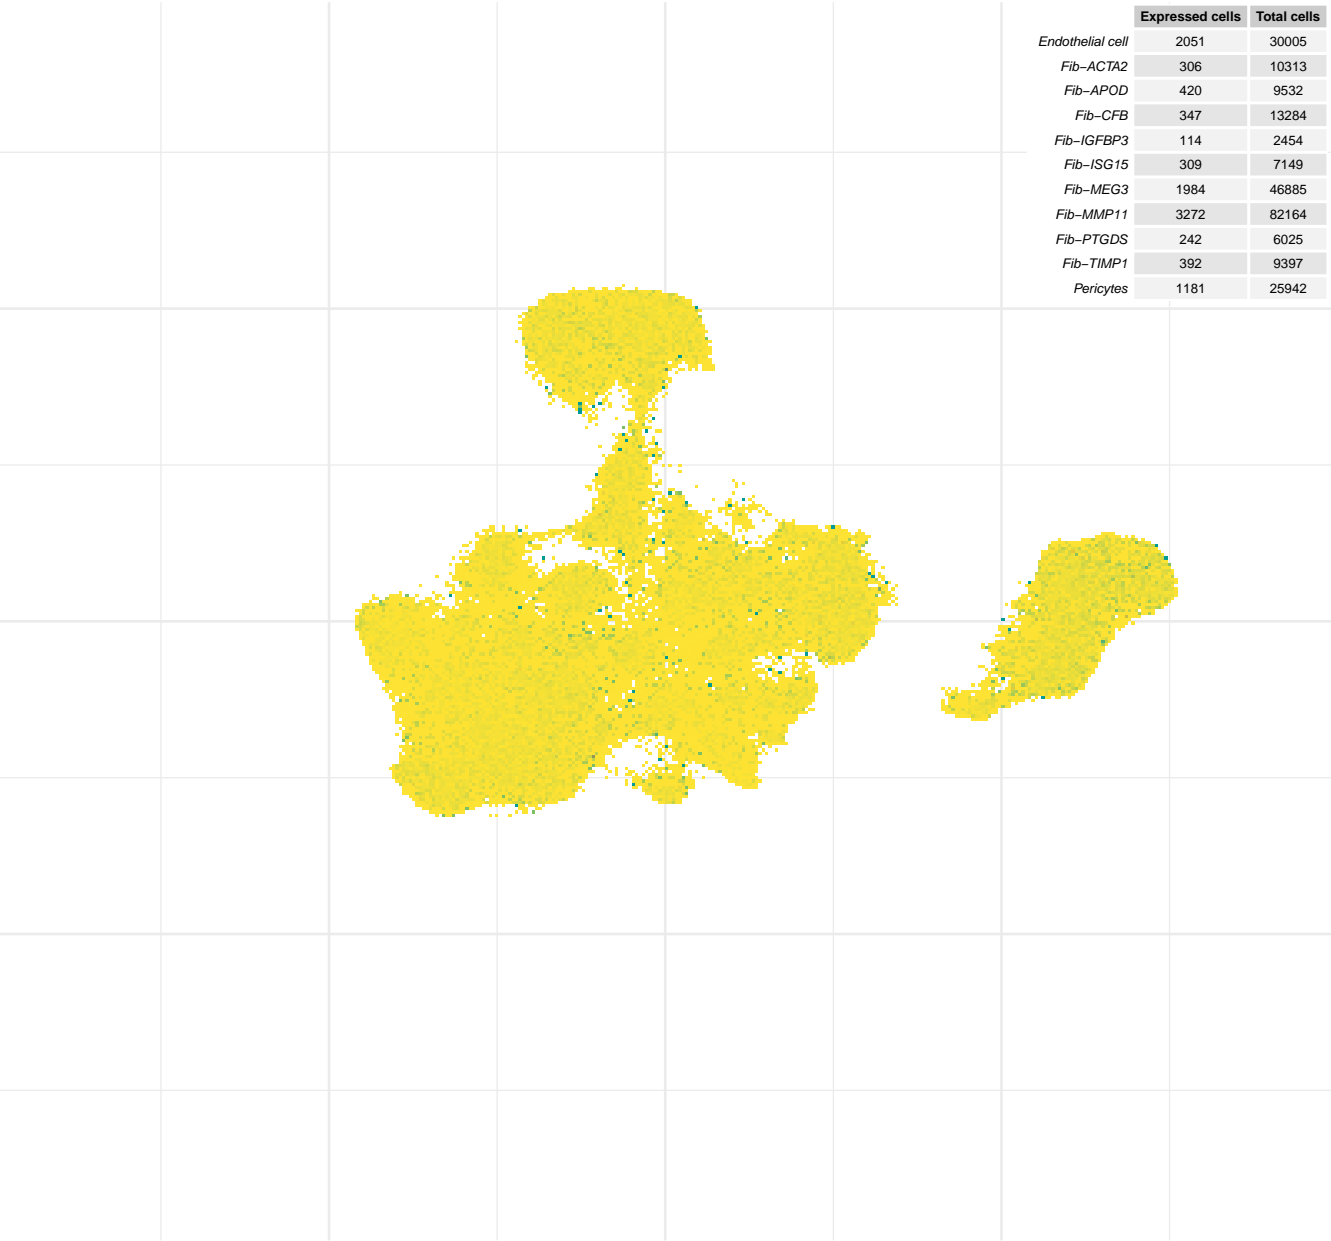 Expressed cells Total cells
Endothelial cell 2051 30005
Fib−ACTA2 306 10313
Fib−APOD 420 9532
Fib−CFB 347 13284
Fib−IGFBP3 114 2454
Fib−ISG15 309 7149
Fib−MEG3 1984 46885
Fib−MMP11 3272 82164
Fib−PTGDS 242 6025
Fib−TIMP1 392 9397
Pericytes 1181 25942